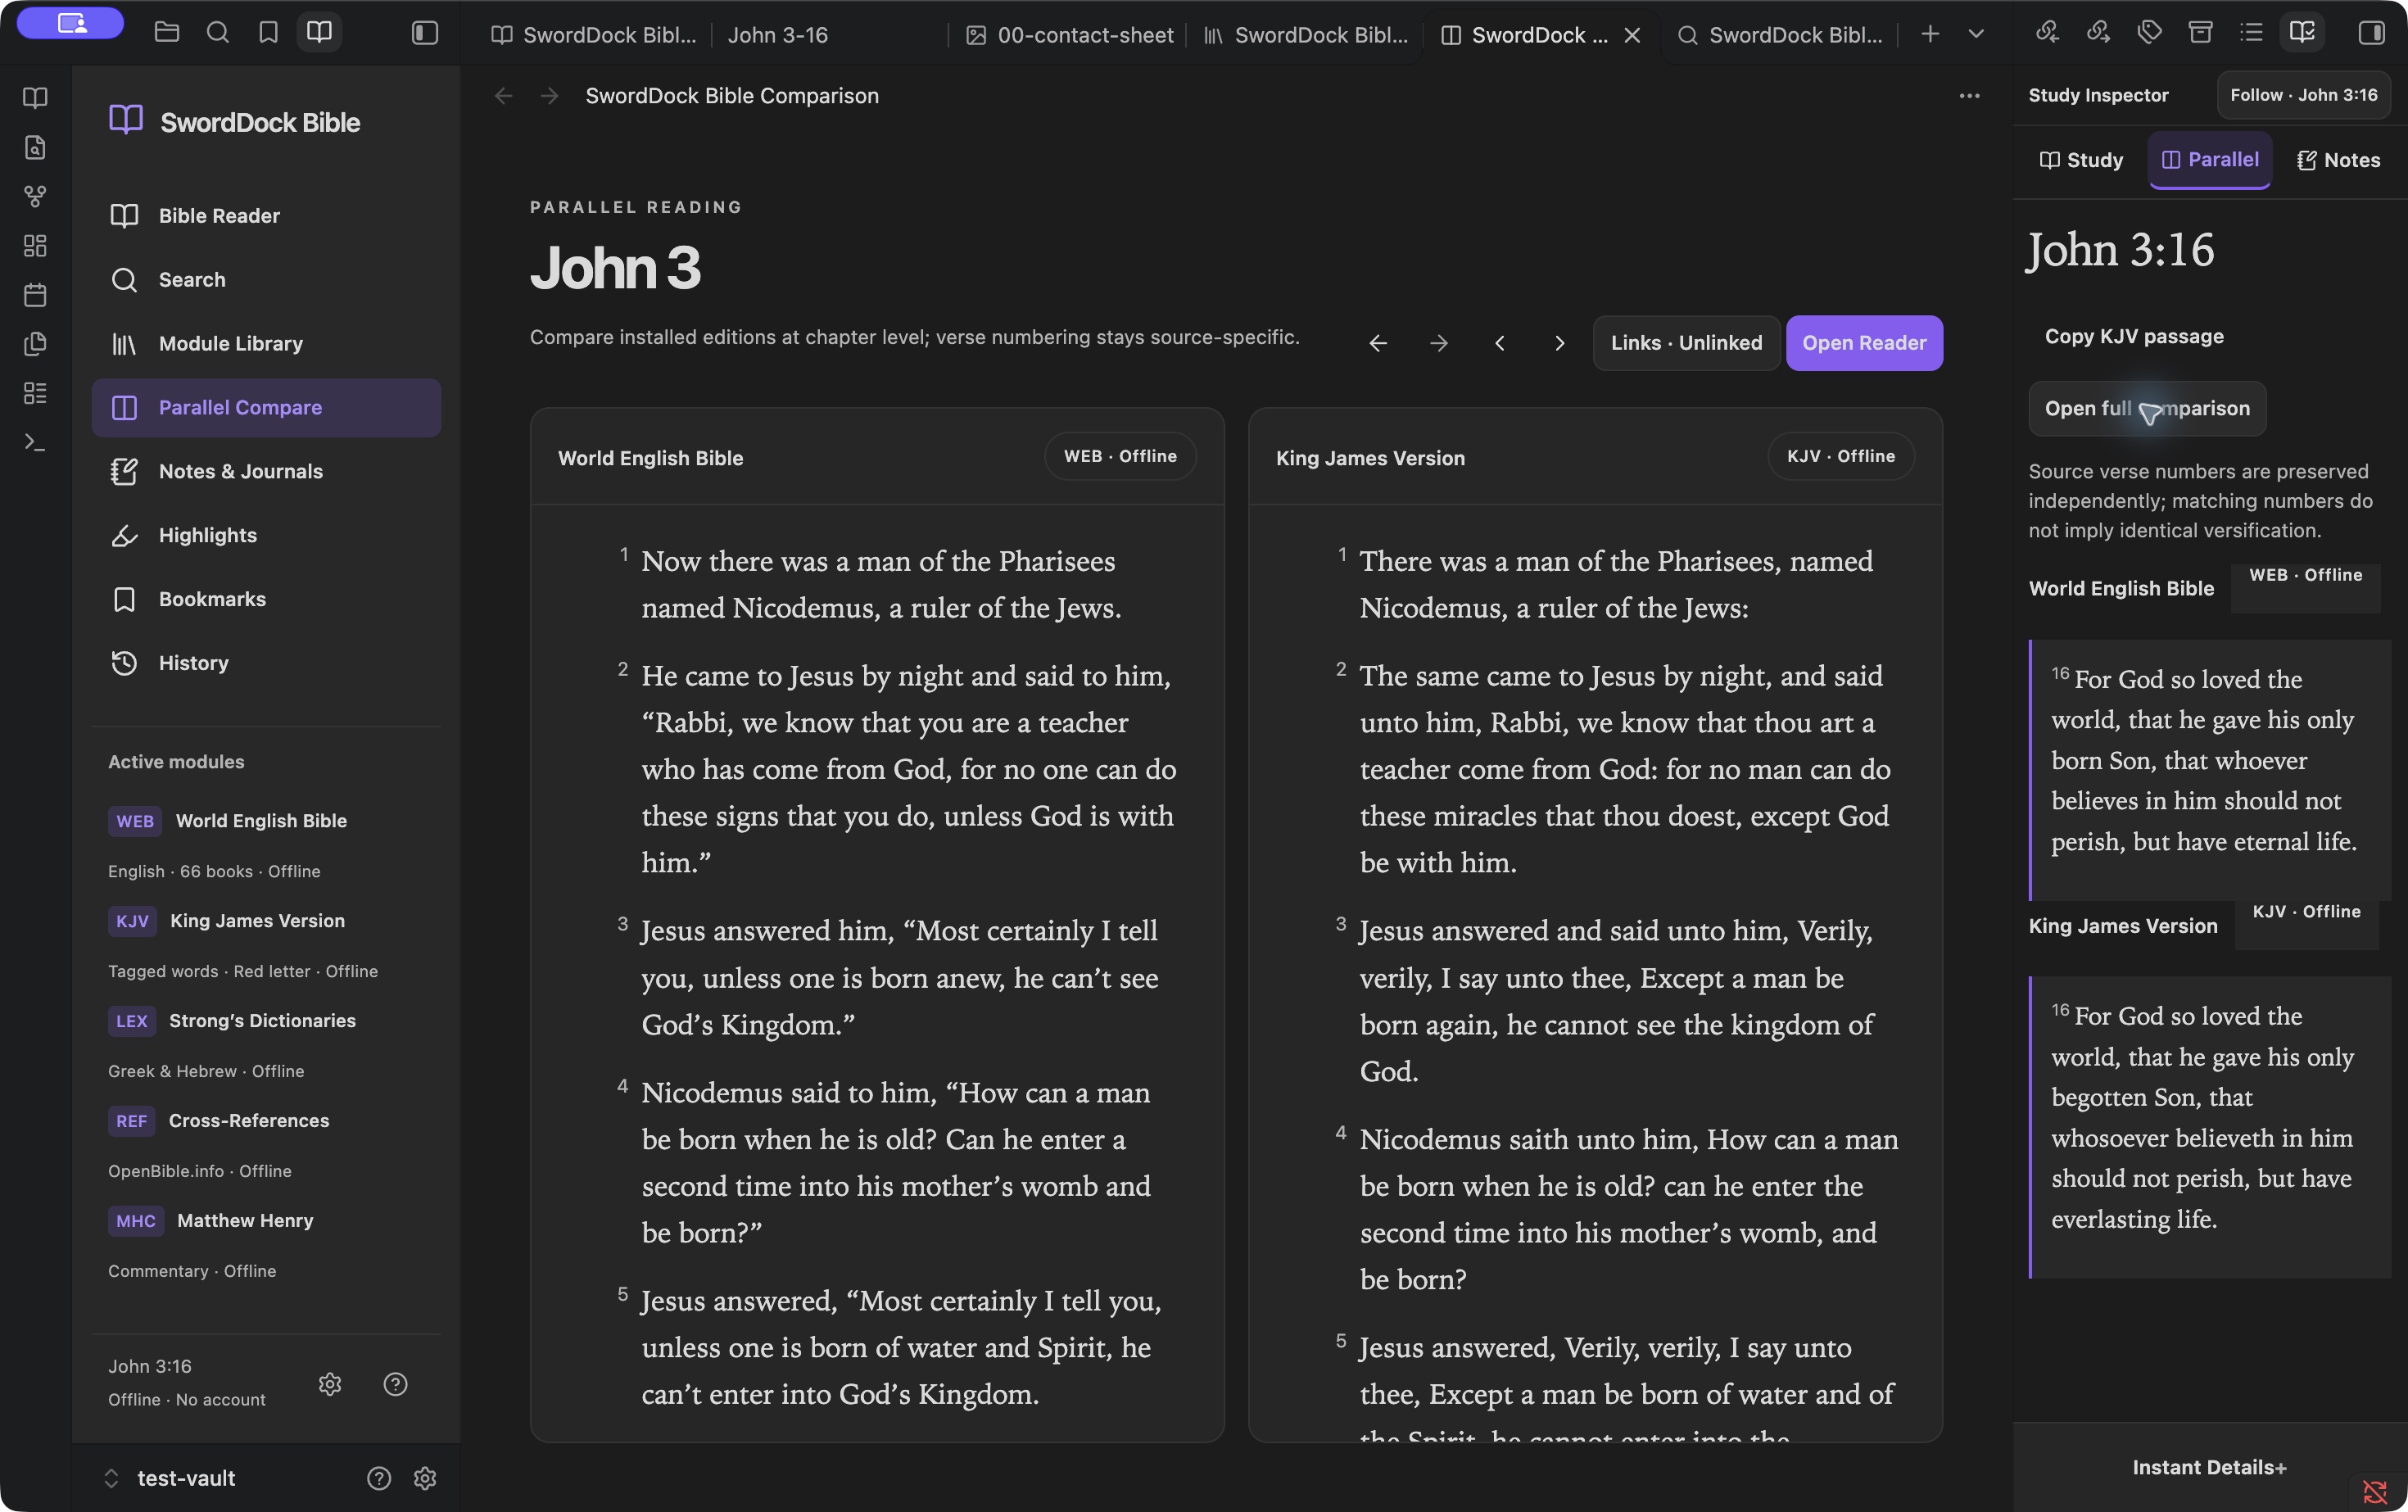 SwordDock Bibl...
John 3-16
00-contact-sheet
SwordDock Bibl...
SwordDock ...
SwordDock Bibl...
SwordDock Bible
Bible Reader
Search
Module Library
Parallel Compare
Notes & Journals
Highlights
Bookmarks
History
Active modules
WEB World English Bible
English · 66 books · Offline
KJV King James Version
Tagged words · Red letter · Offline
LEX Strong’s Dictionaries
Greek & Hebrew · Offline
REF Cross-References
OpenBible.info · Offline
MHC Matthew Henry
Commentary · Offline
John 3:16
Offline · No account
test-vault
SwordDock Bible Comparison
PARALLEL READING
John 3
Compare installed editions at chapter level; verse numbering stays source-specific.
Links · Unlinked
Open Reader
World English Bible
WEB · Offline
1 Now there was a man of the Pharisees
named Nicodemus, a ruler of the Jews.
2 He came to Jesus by night and said to him,
“Rabbi, we know that you are a teacher
who has come from God, for no one can do
these signs that you do, unless God is with
him.”
3 Jesus answered him, “Most certainly I tell
you, unless one is born anew, he can’t see
God’s Kingdom.”
4 Nicodemus said to him, “How can a man
be born when he is old? Can he enter a
second time into his mother’s womb and
be born?”
5 Jesus answered, “Most certainly I tell you,
unless one is born of water and Spirit, he
can’t enter into God’s Kingdom.
King James Version
KJV · Offline
1 There was a man of the Pharisees, named
Nicodemus, a ruler of the Jews:
2 The same came to Jesus by night, and said
unto him, Rabbi, we know that thou art a
teacher come from God: for no man can do
these miracles that thou doest, except God
be with him.
3 Jesus answered and said unto him, Verily,
verily, I say unto thee, Except a man be
born again, he cannot see the kingdom of
God.
4 Nicodemus saith unto him, How can a man
be born when he is old? can he enter the
second time into his mother’s womb, and
be born?
5 Jesus answered, Verily, verily, I say unto
thee, Except a man be born of water and of
the Spirit, he cannot enter into the
Study Inspector
Follow · John 3:16
Study
Parallel
Notes
John 3:16
Copy KJV passage
Open full comparison
Source verse numbers are preserved
independently; matching numbers do
not imply identical versification.
World English Bible
WEB · Offline
16 For God so loved the
world, that he gave his only
born Son, that whoever
believes in him should not
perish, but have eternal life.
King James Version
KJV · Offline
16 For God so loved the
world, that he gave his only
begotten Son, that
whosoever believeth in him
should not perish, but have
everlasting life.
Instant Details+